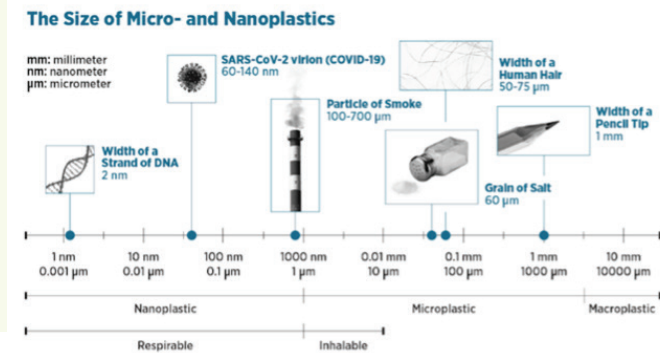 The Size of Micro- and Nanoplastics
mm: millimeter
nm: nanometer
µm: micrometer
SARS-CoV-2 virion (COVID-19)
60-140 nm
Width of a
Human Hair
50-75 µm
Particle of Smoke
100-700 µm
Width of a
Pencil Tip
1 mm
Width of a
Strand of DNA
2 nm
Grain of Salt
60 µm
1 nm 10 nm 100 nm 1000 nm 0.01 mm 0.1 mm 1 mm 10 mm
0.001 µm 0.01 µm 0.1 µm 1 µm 10 µm 100 µm 1000 µm 10000 µm
Nanoplastic Microplastic Macroplastic
Respirable Inhalable